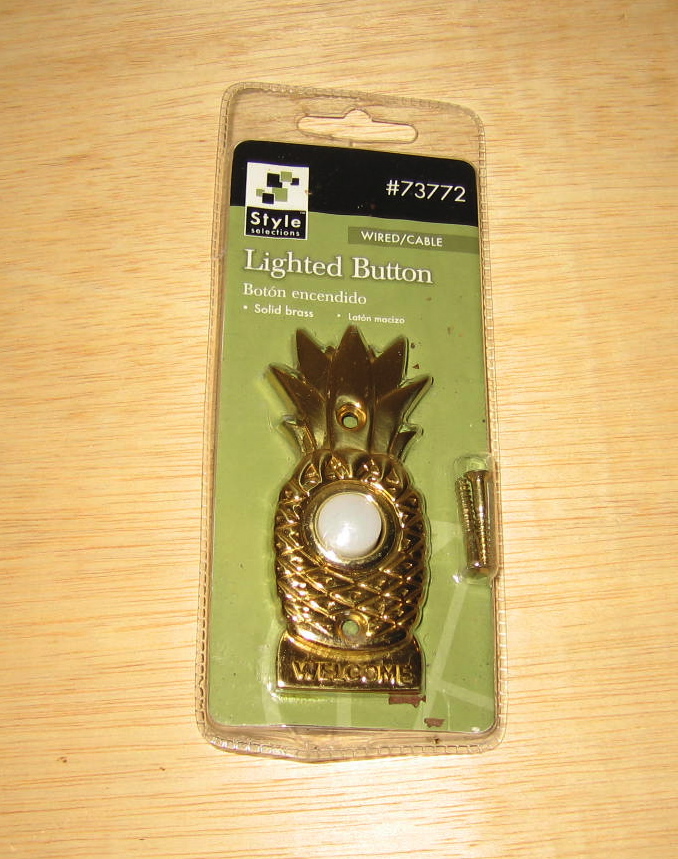 #73772
Style
selections
WIRED/CABLE
Lighted Button
Botón encendido
• Solid brass • Latón macizo
WELCOME